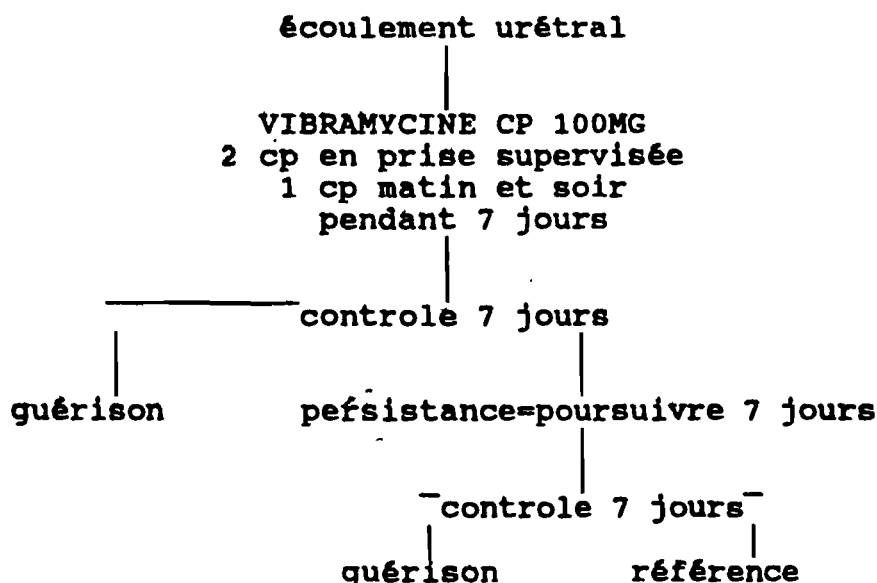 écoulement urétral
VIBRAMYCINE CP 100MG
2 cp en prise supervisée
1 cp matin et soir
pendant 7 jours
controle 7 jours
guérison persistance=poursuivre 7 jours
controle 7 jours
guérison référence